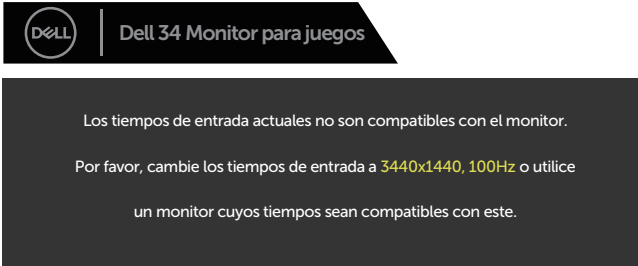 DELL
Dell 34 Monitor para juegos
Los tiempos de entrada actuales no son compatibles con el monitor.
Por favor, cambie los tiempos de entrada a 3440x1440, 100Hz o utilice
un monitor cuyos tiempos sean compatibles con este.